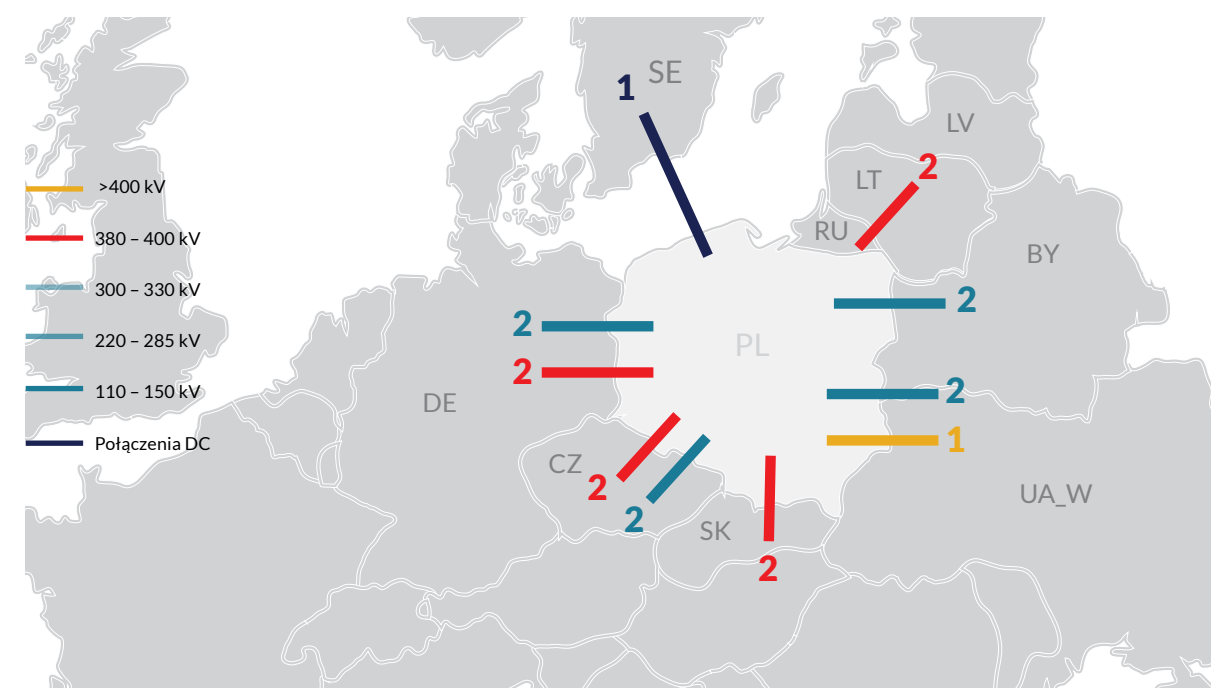 SE
1
LV
2
LT
>400 kV
RU
380 – 400 kV
BY
300 – 330 kV
2
2
220 – 285 kV
PL
2
110 – 150 kV
2
DE
Połączenia DC
1
CZ
2
UA_W
2
SK
2